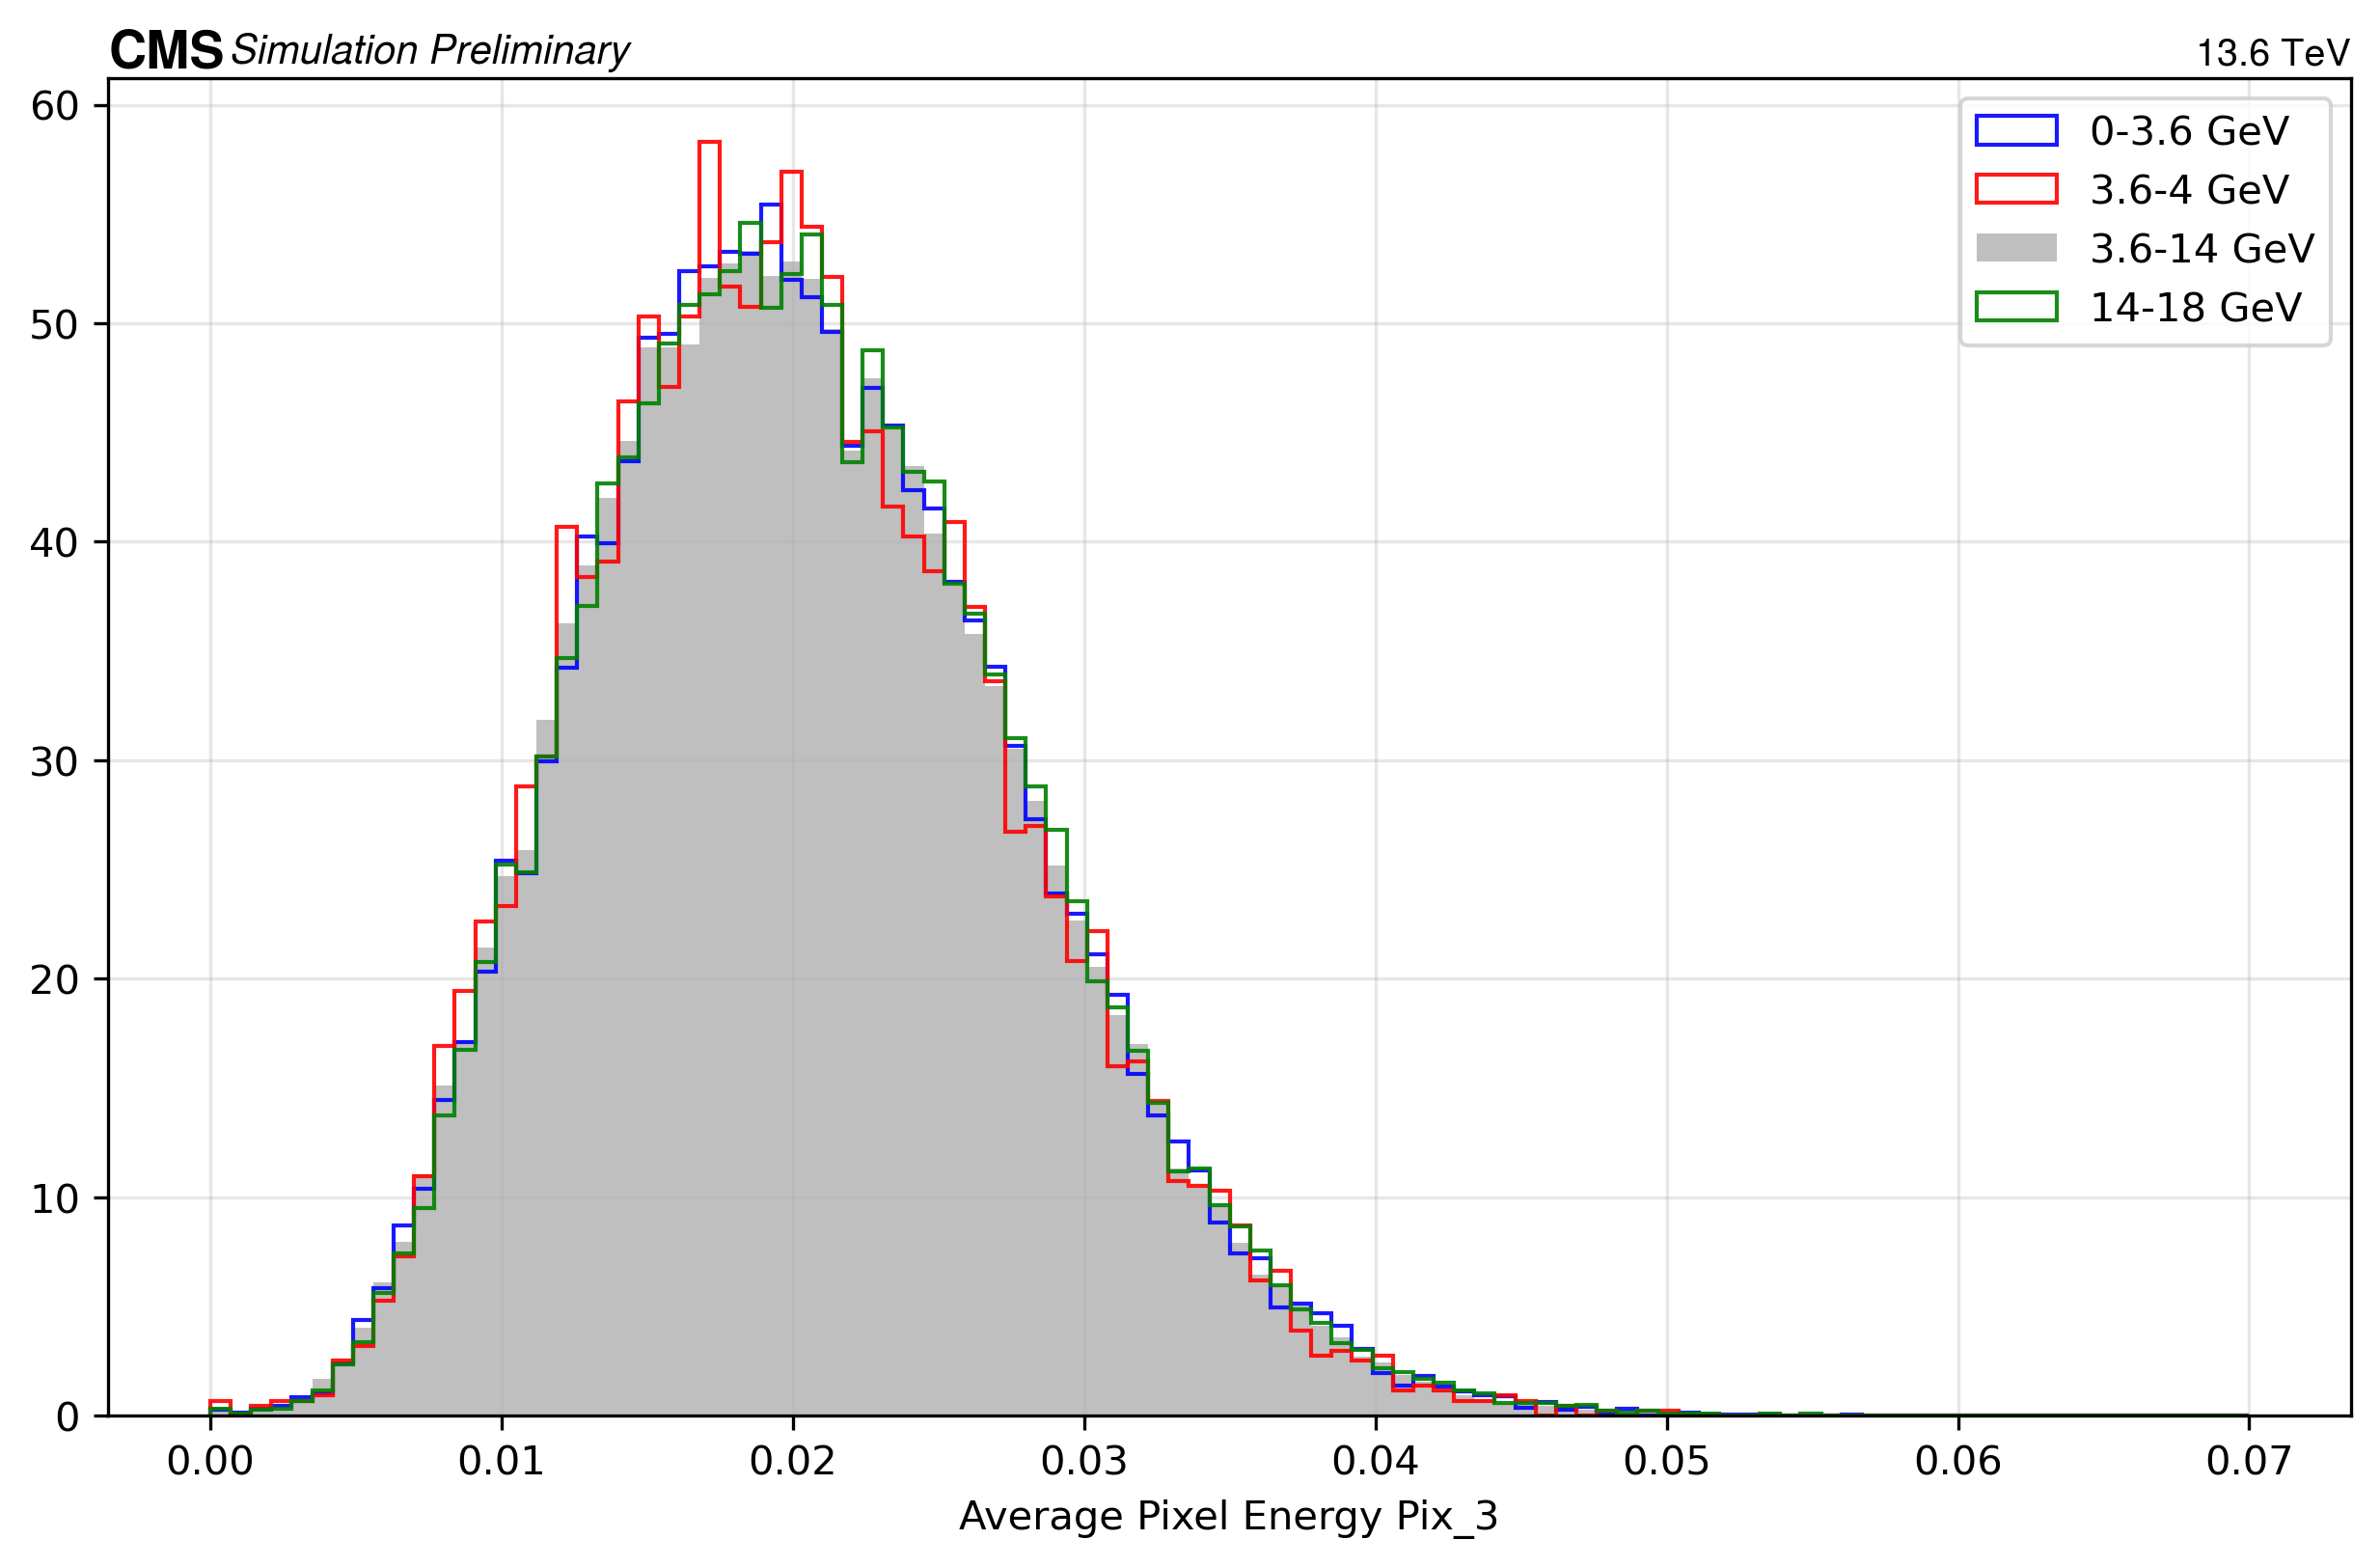 CMS Simulation Preliminary 13.6 TeV
60
50
40
30
20
10
0
0-3.6 GeV
3.6-4 GeV
3.6-14 GeV
14-18 GeV
0.00 0.01 0.02 0.03 0.04 0.05 0.06 0.07
Average Pixel Energy Pix_3